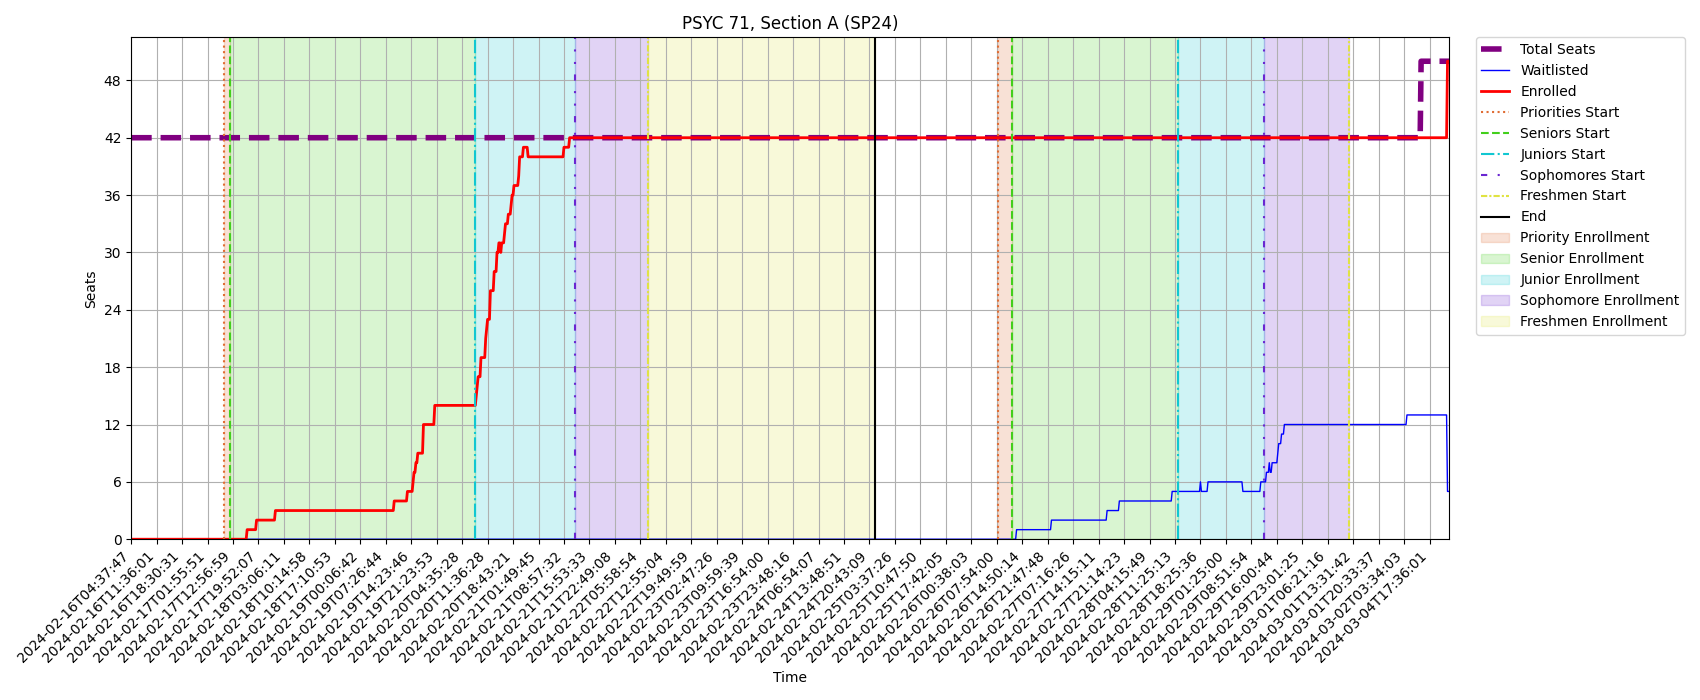 PSYC 71, Section A (SP24)
Seats
48
42
36
30
24
18
12
6
0
2024-02-16T04:37:47
2024-02-16T11:36:01
2024-02-16T18:30:31
2024-02-17T01:55:51
2024-02-17T12:56:59
2024-02-17T19:52:07
2024-02-18T03:06:11
2024-02-18T10:14:58
2024-02-18T17:10:53
2024-02-19T00:06:42
2024-02-19T07:26:44
2024-02-19T14:23:46
2024-02-19T21:23:53
2024-02-20T04:35:28
2024-02-20T11:36:28
2024-02-20T18:43:21
2024-02-21T01:49:45
2024-02-21T08:57:32
2024-02-21T15:53:33
2024-02-21T22:49:08
2024-02-22T05:58:54
2024-02-22T12:55:04
2024-02-22T19:49:59
2024-02-23T02:47:26
2024-02-23T09:59:39
2024-02-23T16:54:00
2024-02-23T23:48:16
2024-02-24T06:54:07
2024-02-24T13:48:51
2024-02-24T20:43:09
2024-02-25T03:37:26
2024-02-25T10:47:50
2024-02-25T17:42:05
2024-02-26T00:38:03
2024-02-26T07:54:00
2024-02-26T14:50:14
2024-02-26T21:47:48
2024-02-27T07:16:25
2024-02-27T14:15:11
2024-02-27T21:14:23
2024-02-28T04:15:49
2024-02-28T11:25:13
2024-02-28T18:25:36
2024-02-29T01:25:00
2024-02-29T08:51:54
2024-02-29T16:00:44
2024-02-29T23:01:25
2024-03-01T06:21:16
2024-03-01T13:31:42
2024-03-01T20:33:37
2024-03-02T03:34:03
2024-03-04T17:36:01
Time
Total Seats
Waitlisted
Enrolled
Priorities Start
Seniors Start
Juniors Start
Sophomores Start
Freshmen Start
End
Priority Enrollment
Senior Enrollment
Junior Enrollment
Sophomore Enrollment
Freshmen Enrollment